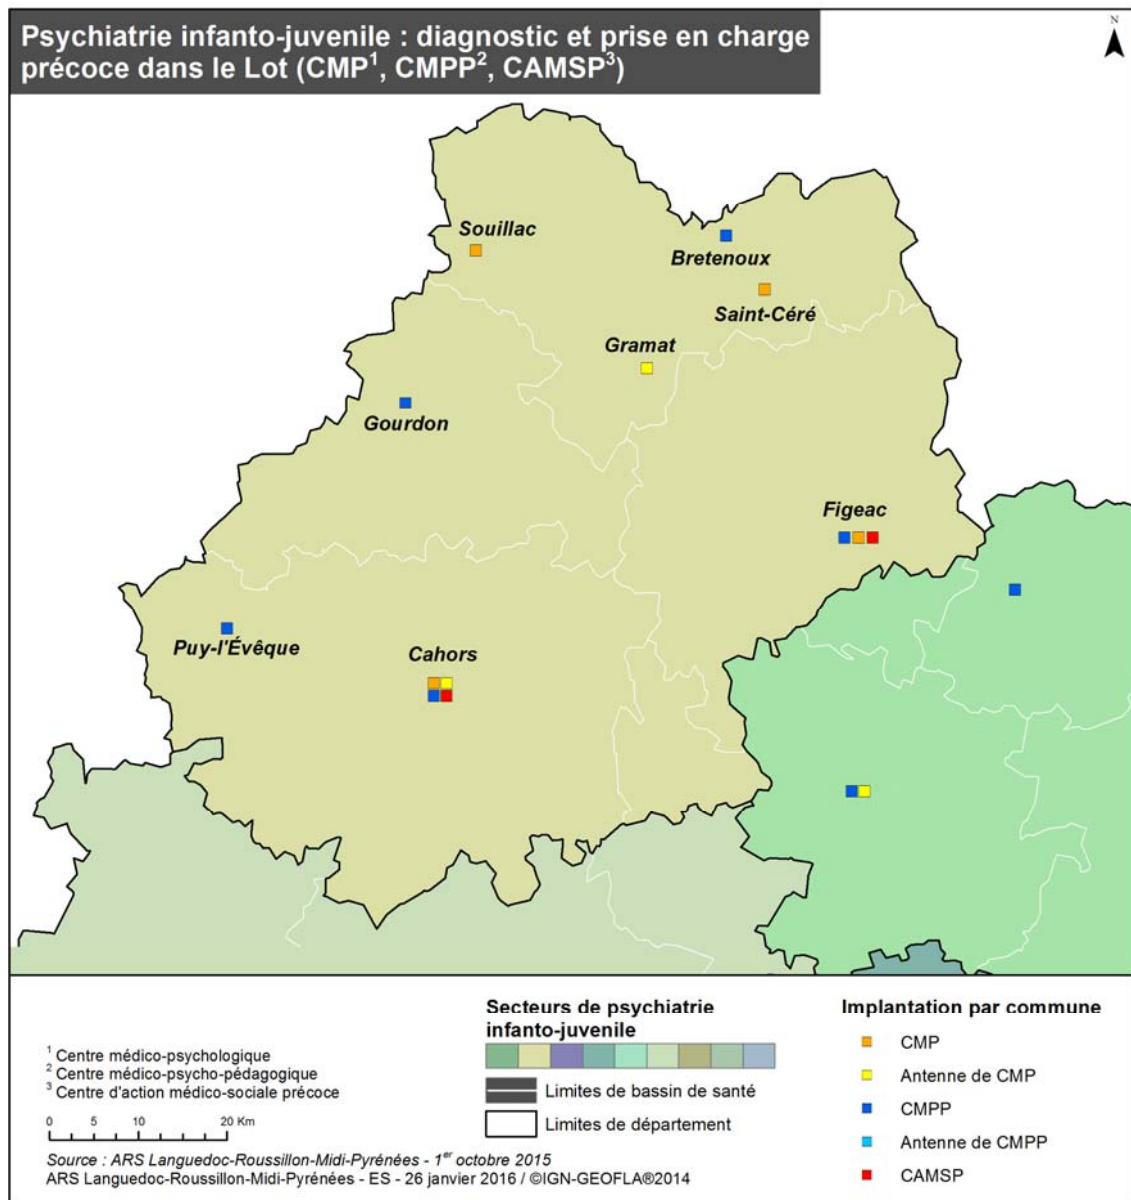 Psychiatrie infanto-juvenile : diagnostic et prise en charge
précoce dans le Lot (CMP¹, CMPP², CAMSP³)
N
Souillac
Bretenoux
Saint-Céré
Gramat
Gourdon
Figeac
Puy-l'Évêque
Cahors
Secteurs de psychiatrie
infanto-juvenile
Limites de bassin de santé
Limites de département
Implantation par commune
CMP
Antenne de CMP
CMPP
Antenne de CMPP
CAMSP
¹ Centre médico-psychologique
² Centre médico-psycho-pédagogique
³ Centre d'action médico-sociale précoce
0 5 10 20 Km
Source : ARS Languedoc-Roussillon-Midi-Pyrénées - 1er octobre 2015
ARS Languedoc-Roussillon-Midi-Pyrénées - ES - 26 janvier 2016 / ©IGN-GEOFLA®2014